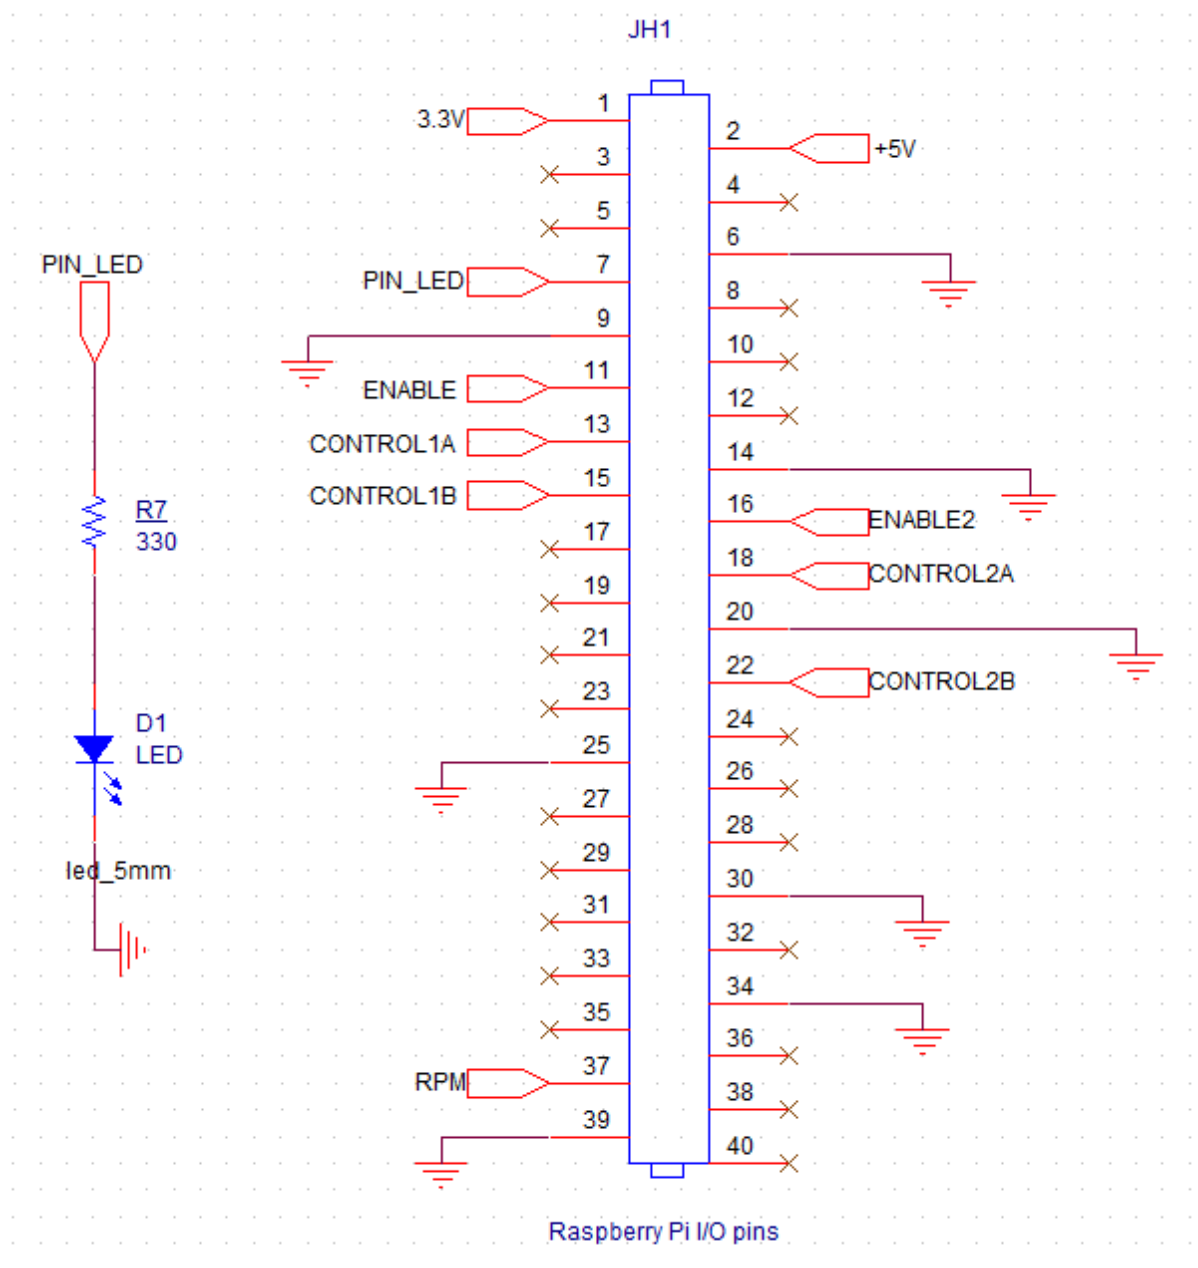 JH1
3.3V
1
2
+5V
3
4
5
6
PIN_LED
PIN_LED
7
8
9
10
ENABLE
11
12
CONTROL1A
13
14
CONTROL1B
15
16
ENABLE2
R7
330
17
18
CONTROL2A
19
20
21
22
CONTROL2B
23
24
D1
LED
25
26
27
28
led_5mm
29
30
31
32
33
34
35
36
RPM
37
38
39
40
Raspberry Pi I/O pins